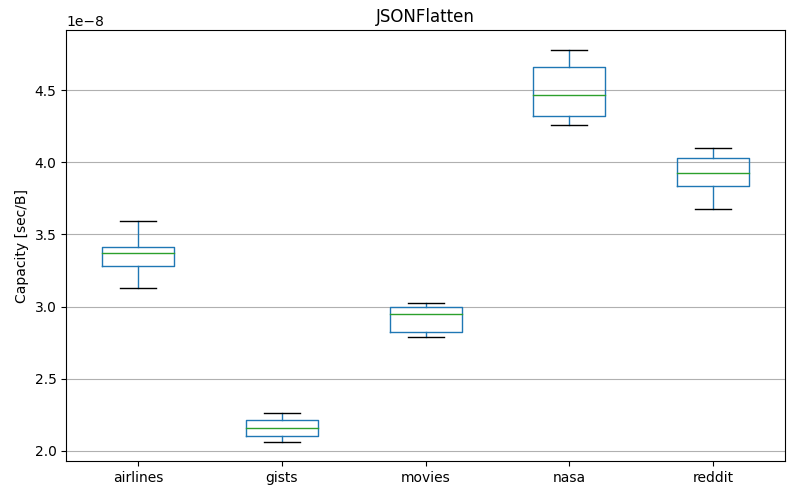 JSONFlatten
1e−8
4.5
4.0
3.5
3.0
2.5
2.0
Capacity [sec/B]
airlines gists movies nasa reddit